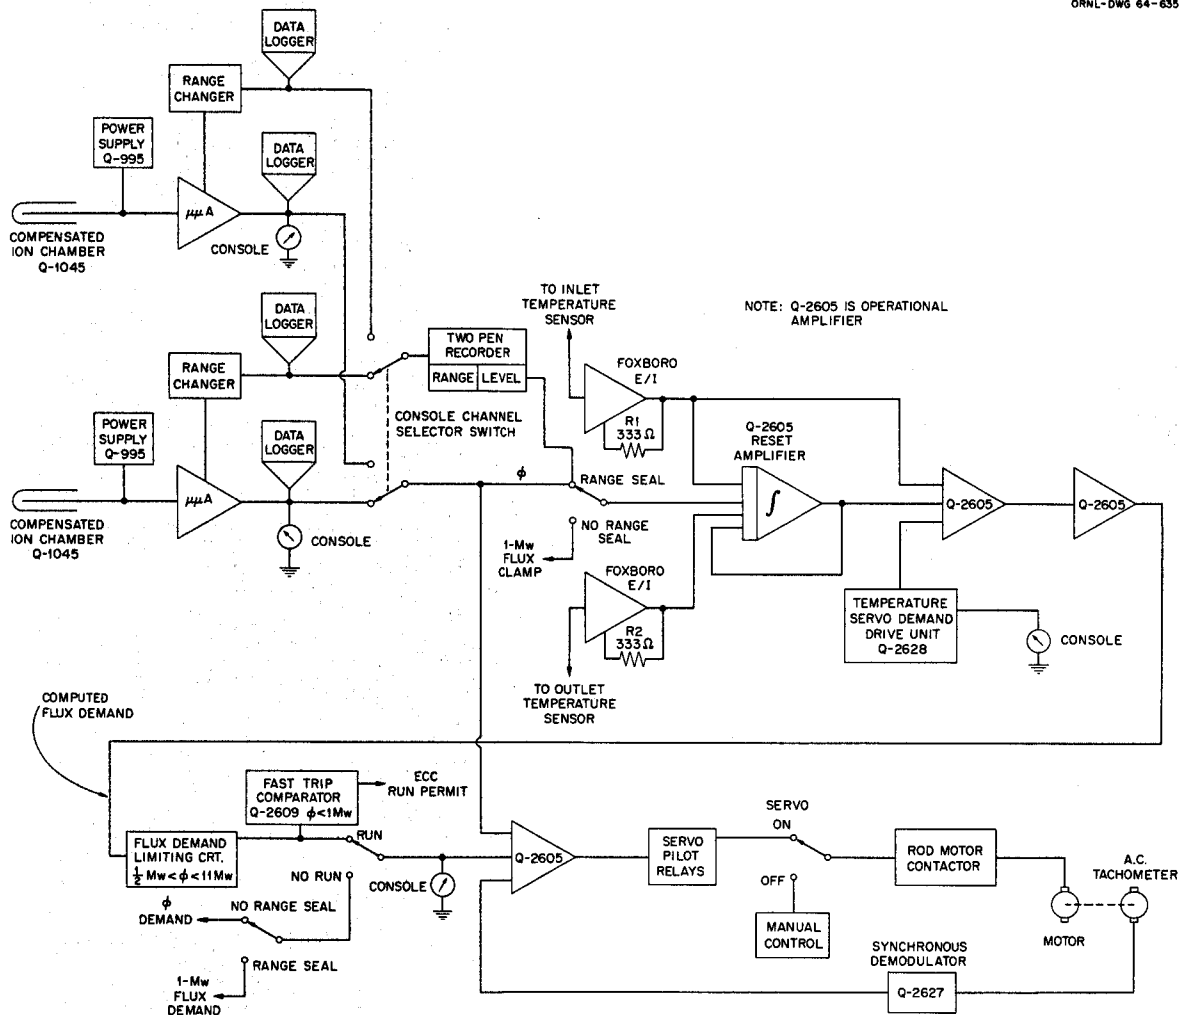 ORNL-DWG 64-635
DATA
LOGGER
RANGE
CHANGER
POWER
SUPPLY
Q-995
DATA
LOGGER
μμA
COMPENSATED
ION CHAMBER
Q-1045
CONSOLE
DATA
LOGGER
RANGE
CHANGER
POWER
SUPPLY
Q-995
DATA
LOGGER
μμA
COMPENSATED
ION CHAMBER
Q-1045
CONSOLE
TWO PEN
RECORDER
RANGE LEVEL
CONSOLE CHANNEL
SELECTOR SWITCH
TO INLET
TEMPERATURE
SENSOR
NOTE: Q-2605 IS OPERATIONAL
AMPLIFIER
FOXBORO
E/I
R1
333Ω
Q-2605
RESET
AMPLIFIER
∫
ϕ
RANGE SEAL
NO RANGE
SEAL
1-Mw
FLUX
CLAMP
FOXBORO
E/I
R2
333Ω
TO OUTLET
TEMPERATURE
SENSOR
Q-2605
Q-2605
TEMPERATURE
SERVO DEMAND
DRIVE UNIT
Q-2628
CONSOLE
COMPUTED
FLUX DEMAND
FAST TRIP
COMPARATOR
Q-2609 ϕ<1Mw
ECC
RUN PERMIT
FLUX DEMAND
LIMITING CRT.
1/2 Mw<ϕ<11Mw
RUN
NO RUN
ϕ
DEMAND
NO RANGE SEAL
RANGE SEAL
1-Mw
FLUX
DEMAND
CONSOLE
Q-2605
SERVO
PILOT
RELAYS
SERVO
ON
OFF
MANUAL
CONTROL
ROD MOTOR
CONTACTOR
A.C.
TACHOMETER
MOTOR
SYNCHRONOUS
DEMODULATOR
Q-2627